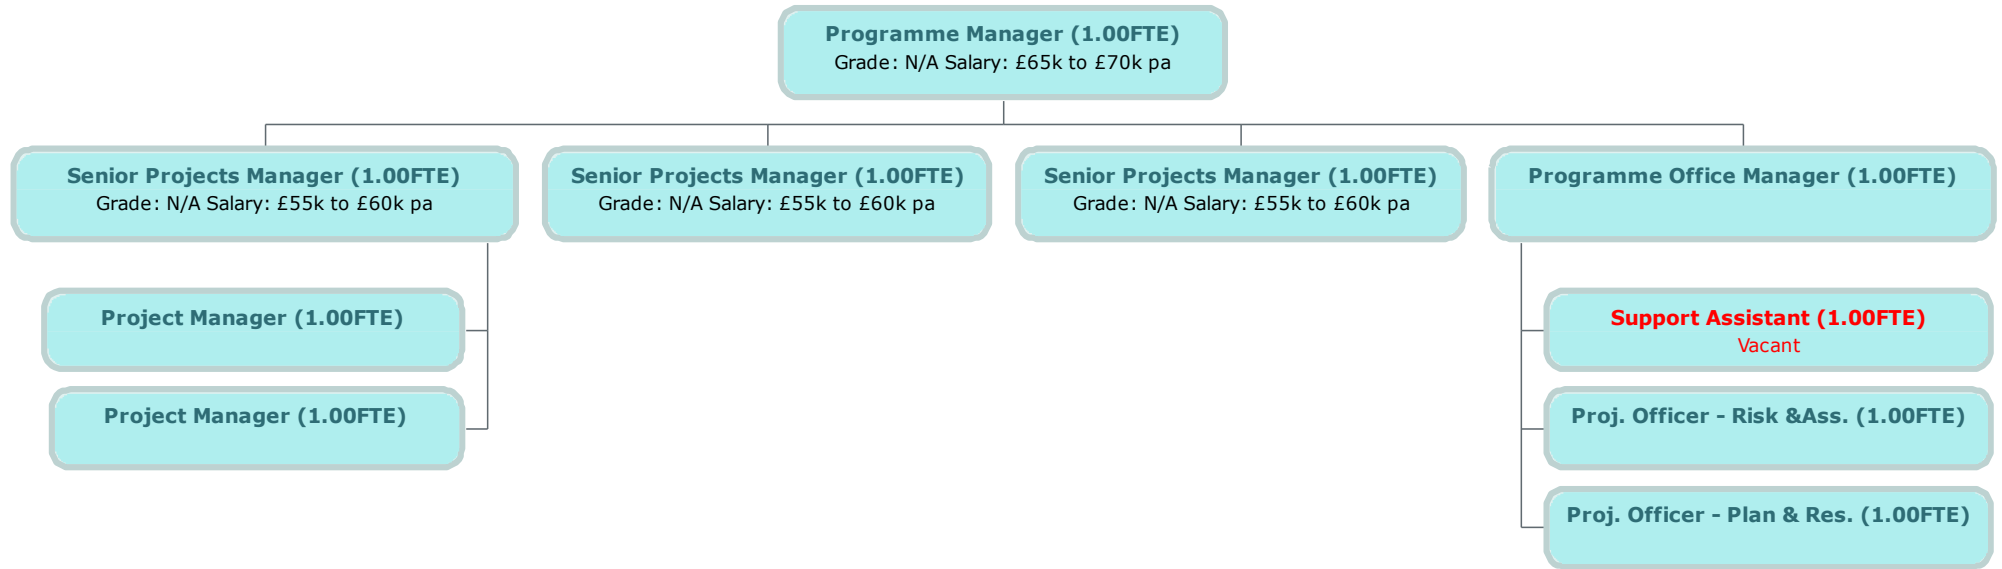 Programme Manager (1.00FTE)
Grade: N/A Salary: £65k to £70k pa
Senior Projects Manager (1.00FTE)
Grade: N/A Salary: £55k to £60k pa
Senior Projects Manager (1.00FTE)
Grade: N/A Salary: £55k to £60k pa
Senior Projects Manager (1.00FTE)
Grade: N/A Salary: £55k to £60k pa
Programme Office Manager (1.00FTE)
Project Manager (1.00FTE)
Project Manager (1.00FTE)
Support Assistant (1.00FTE)
Vacant
Proj. Officer - Risk &Ass. (1.00FTE)
Proj. Officer - Plan & Res. (1.00FTE)